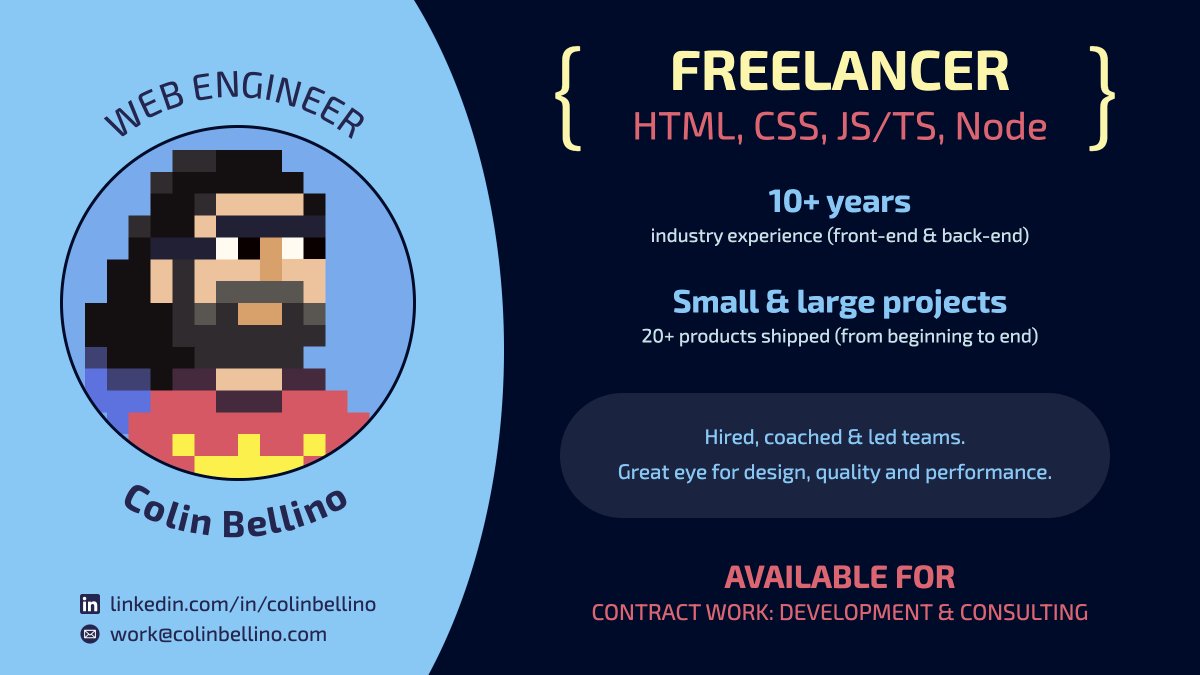 WEB ENGINEER
Colin Bellino
linkedin.com/in/colinbellino
work@colinbellino.com
{ FREELANCER }
HTML, CSS, JS/TS, Node
10+ years
industry experience (front-end & back-end)
Small & large projects
20+ products shipped (from beginning to end)
Hired, coached & led teams.
Great eye for design, quality and performance.
AVAILABLE FOR
CONTRACT WORK: DEVELOPMENT & CONSULTING